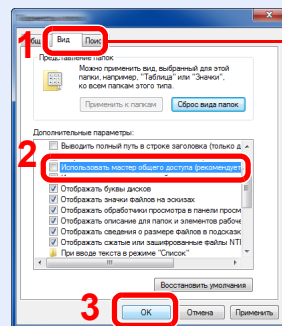 1
Общ
Вид
Поис
Представление папок
Можно применить вид, выбранный для этой
папки, например, "Таблица" или "Значки",
ко всем папкам этого типа.
Применить к папкам
Сброс вида папок
Дополнительные параметры:
Выводить полный путь в строке заголовка (только д
2
Использовать мастер общего доступа (рекомендует
Отображать буквы дисков
Отображать значки файлов на эскизах
Отображать обработчики просмотра в панели просм
Отображать описание для папок и элементов рабоче
Отображать сведения о размере файлов в подсказк
Отображать сжатые или зашифрованные файлы NTI
При вводе текста в режиме "Список"
Восстановить умолчания
3
OK
Отмена
Применить